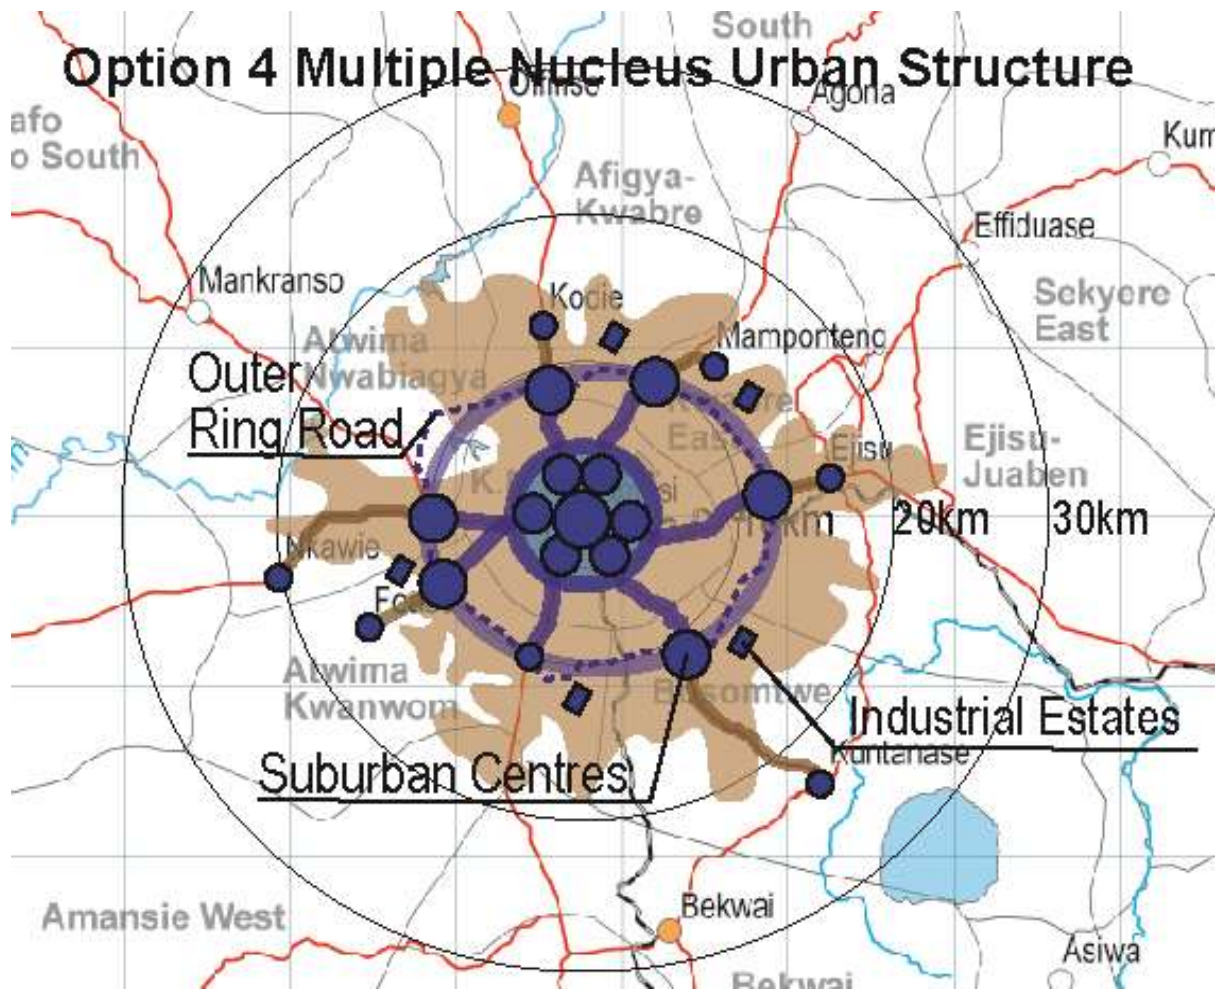 South
Option 4 Multiple Nucleus Urban Structure
Offinso
Agona
afo
o South
Kum
Afigya-
Kwabre
Effiduase
Mankranso
Kodie
Sekyere
East
Atwima
Nwabiagya
Mamponteng
Outer
Ring Road
East
Ejisu
Ejisu-
Juaben
20km
30km
Nkawie
Atwima
Kwanwoma
Bosomtwe
Industrial Estates
Kuntanase
Suburban Centres
Amansie West
Bekwai
Asiwa
Bekwai